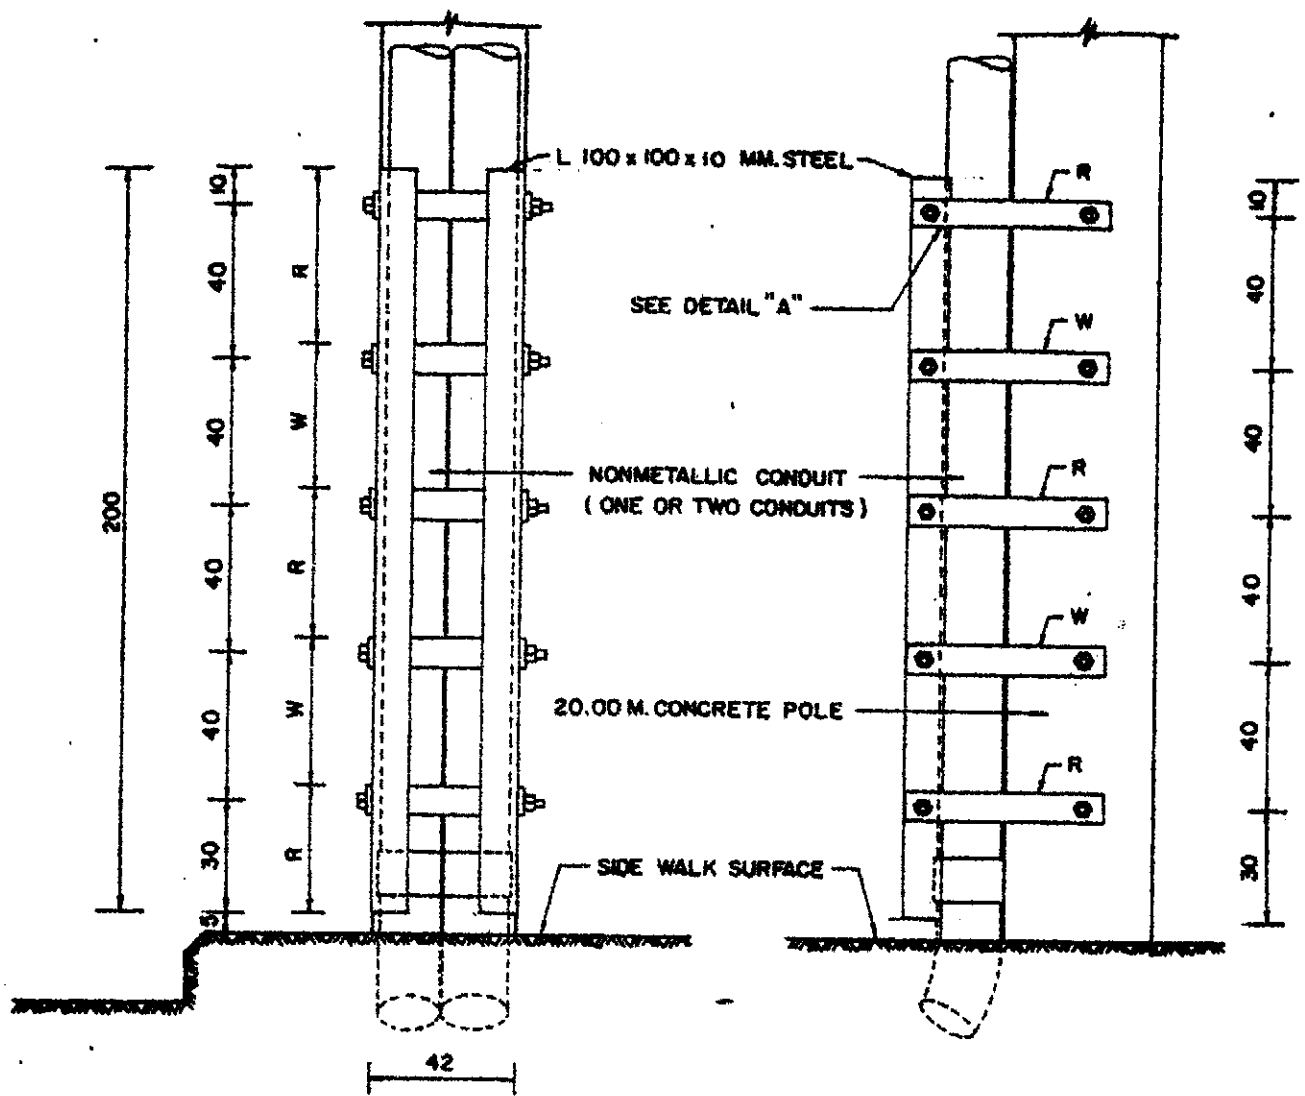 L 100 x 100 x 10 MM. STEEL
R
10
10
SEE DETAIL "A"
40
R
40
W
40
W
40
200
NONMETALLIC CONDUIT
(ONE OR TWO CONDUITS)
R
40
R
40
W
20.00 M. CONCRETE POLE
40
W
40
R
30
R
SIDE WALK SURFACE
30
5
42